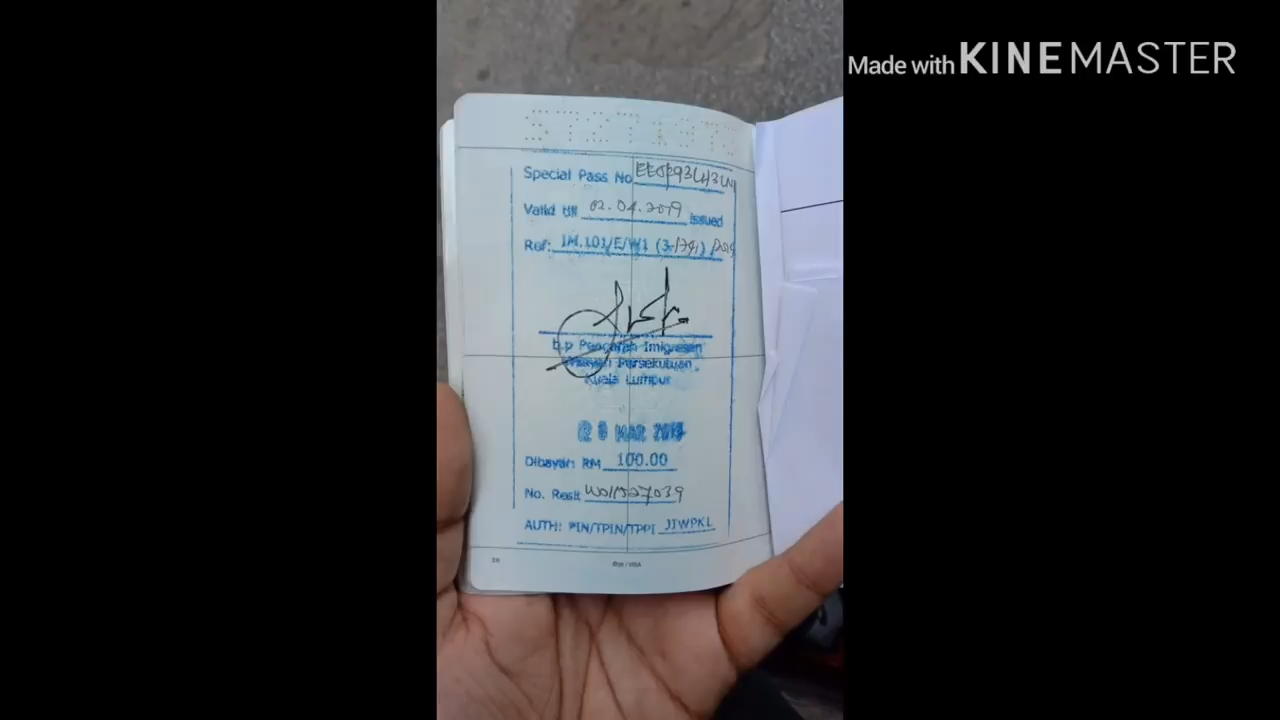 Made with KINEMASTER
Special Pass No
Valid till 02.04.2019 issued
Ref: IM.101/E/W1
b.p Pengarah Imigresen
Wilayah Persekutuan
Kuala Lumpur
MAR 2019
Dibayar RM 100.00
No. Resit
AUTH: PIN/TPIN/TPPI JIWPKL